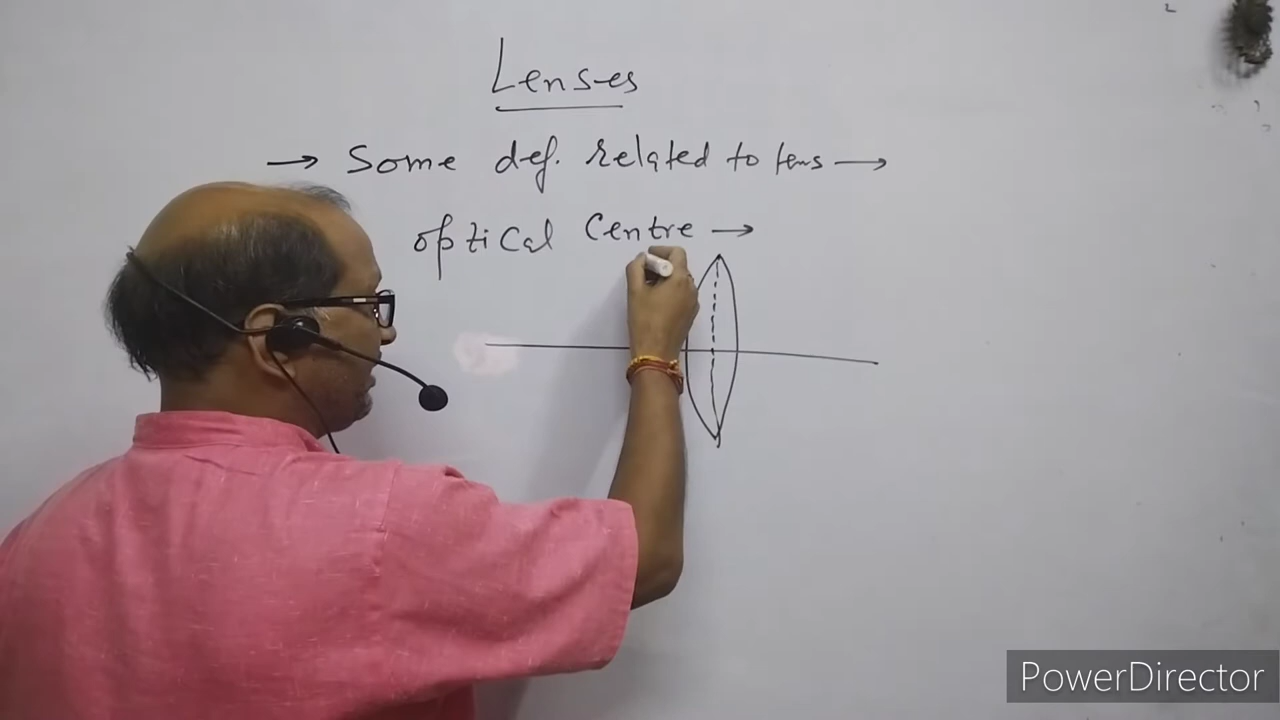 Lenses
→ Some def. related to lens →
optical Centre →
PowerDirector